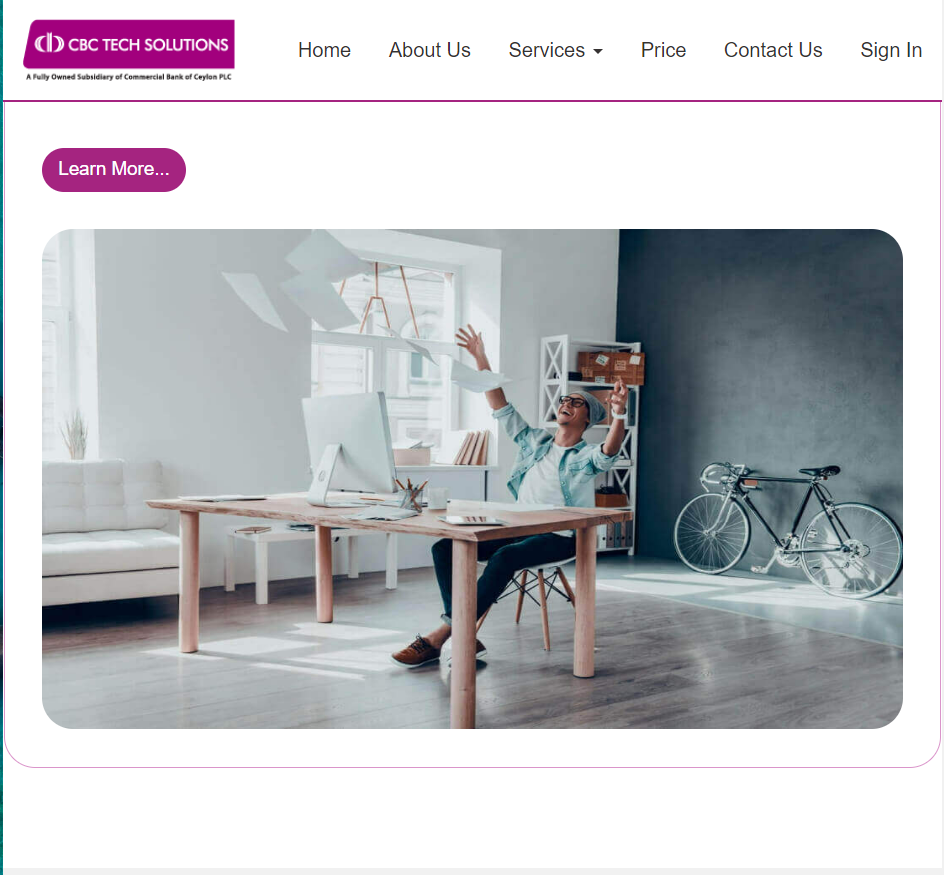 CBC TECH SOLUTIONS
A Fully Owned Subsidiary of Commercial Bank of Ceylon PLC
Home About Us Services Price Contact Us Sign In
Learn More...